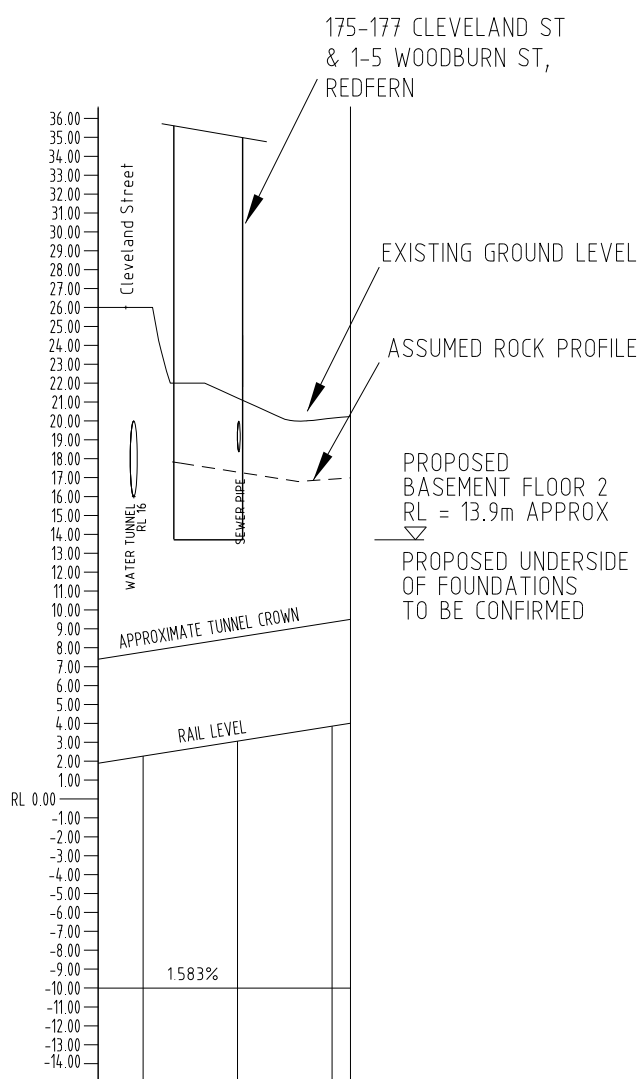 175-177 CLEVELAND ST
& 1-5 WOODBURN ST,
REDFERN
36.00
35.00
34.00
33.00
32.00
31.00
30.00
29.00
28.00
27.00
26.00
25.00
24.00
23.00
22.00
21.00
20.00
19.00
18.00
17.00
16.00
15.00
14.00
13.00
12.00
11.00
10.00
9.00
8.00
7.00
6.00
5.00
4.00
3.00
2.00
1.00
RL 0.00
-1.00
-2.00
-3.00
-4.00
-5.00
-6.00
-7.00
-8.00
-9.00
-10.00
-11.00
-12.00
-13.00
-14.00
Cleveland Street
EXISTING GROUND LEVEL
ASSUMED ROCK PROFILE
WATER TUNNEL
RL 16
SEWER PIPE
PROPOSED
BASEMENT FLOOR 2
RL = 13.9m APPROX
PROPOSED UNDERSIDE
OF FOUNDATIONS
TO BE CONFIRMED
APPROXIMATE TUNNEL CROWN
RAIL LEVEL
1.583%